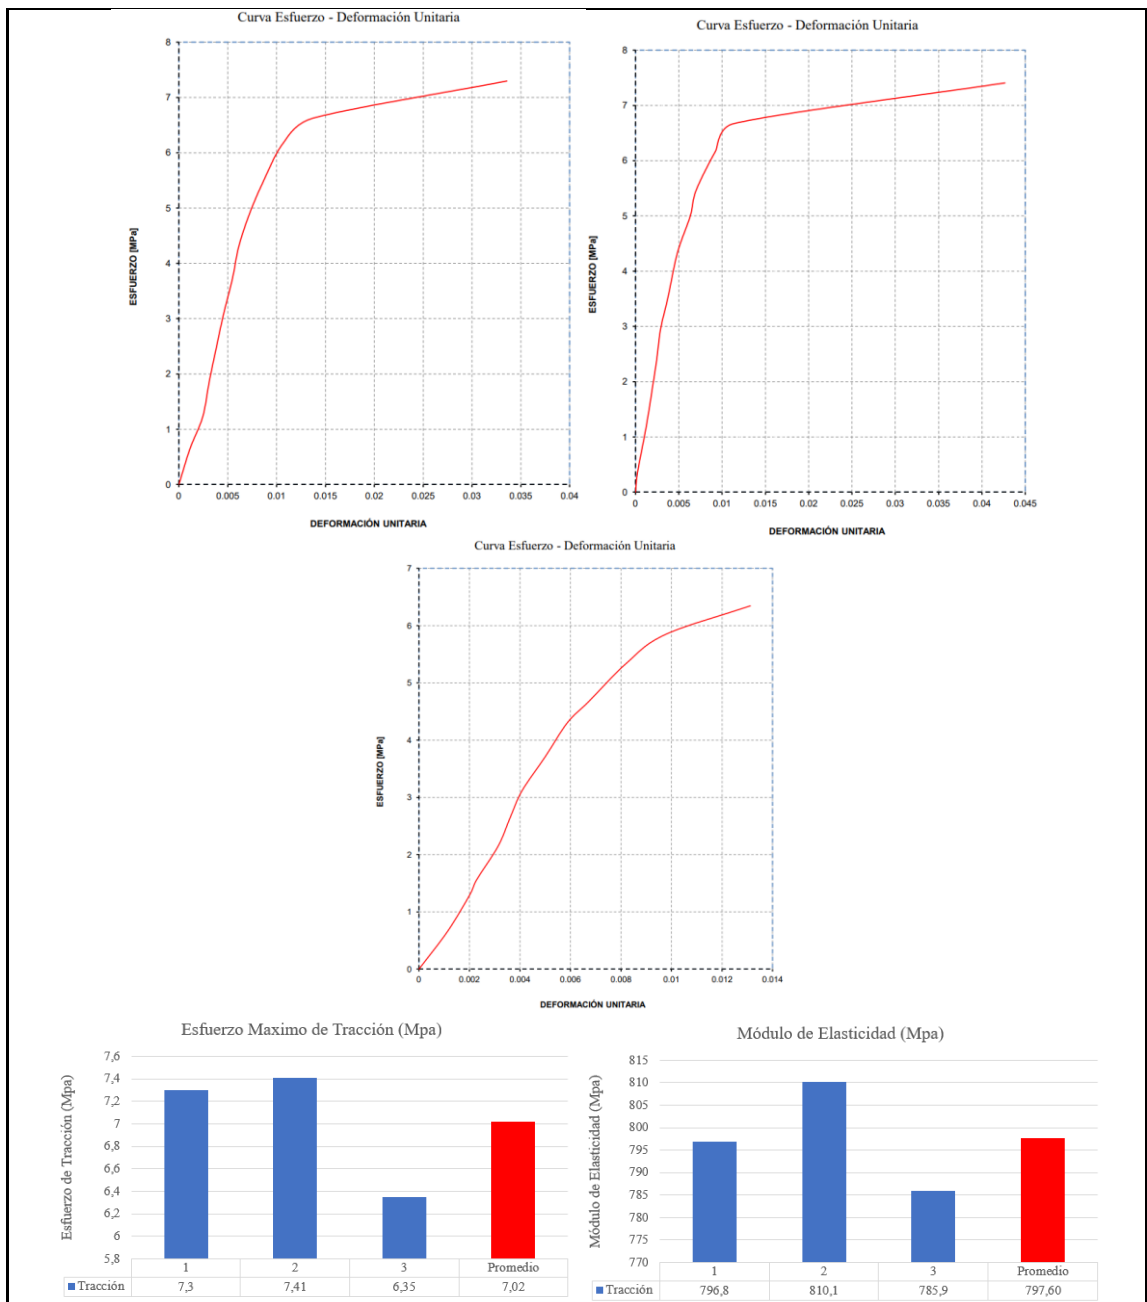 Curva Esfuerzo - Deformación Unitaria
8
7
6
5
4
3
2
1
0
ESFUERZO [MPa]
0 0.005 0.01 0.015 0.02 0.025 0.03 0.035 0.04
DEFORMACIÓN UNITARIA
Curva Esfuerzo - Deformación Unitaria
8
7
6
5
4
3
2
1
0
ESFUERZO [MPa]
0 0.005 0.01 0.015 0.02 0.025 0.03 0.035 0.04 0.045
DEFORMACIÓN UNITARIA
Curva Esfuerzo - Deformación Unitaria
7
6
5
4
3
2
1
0
ESFUERZO [MPa]
0 0.002 0.004 0.006 0.008 0.01 0.012 0.014
DEFORMACIÓN UNITARIA
Esfuerzo Maximo de Tracción (Mpa)
Esfuerzo de Tracción (Mpa)
7,6
7,4
7,2
7
6,8
6,6
6,4
6,2
6
5,8
1 2 3 Promedio
Tracción 7,3 7,41 6,35 7,02
Módulo de Elasticidad (Mpa)
Módulo de Elasticidad (Mpa)
815
810
805
800
795
790
785
780
775
770
1 2 3 Promedio
Tracción 796,8 810,1 785,9 797,60